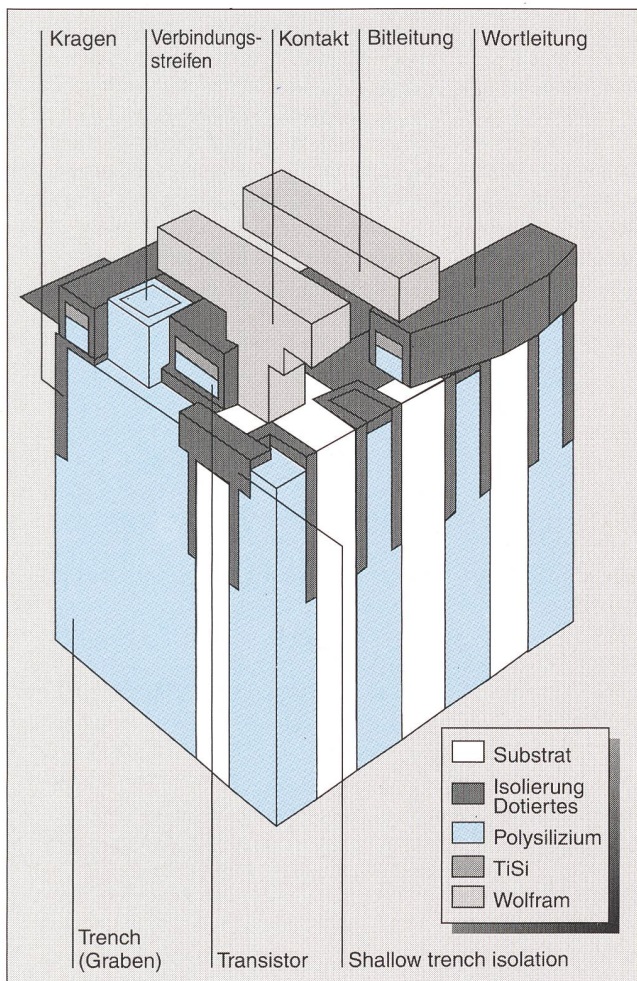 Kragen
Verbindungs-
streifen
Kontakt
Bitleitung
Wortleitung
Substrat
Isolierung
Dotiertes
Polysilizium
TiSi
Wolfram
Trench
(Graben)
Transistor
Shallow trench isolation